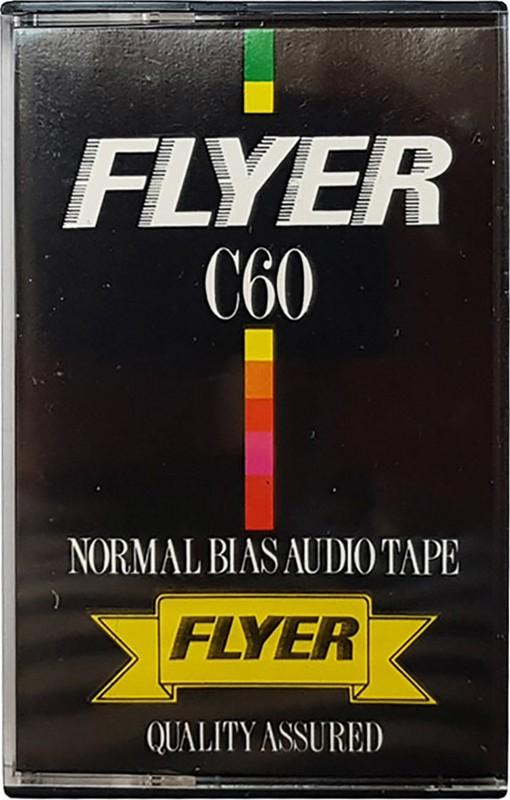 FLYER
C60
NORMAL BIAS AUDIO TAPE
FLYER
QUALITY ASSURED